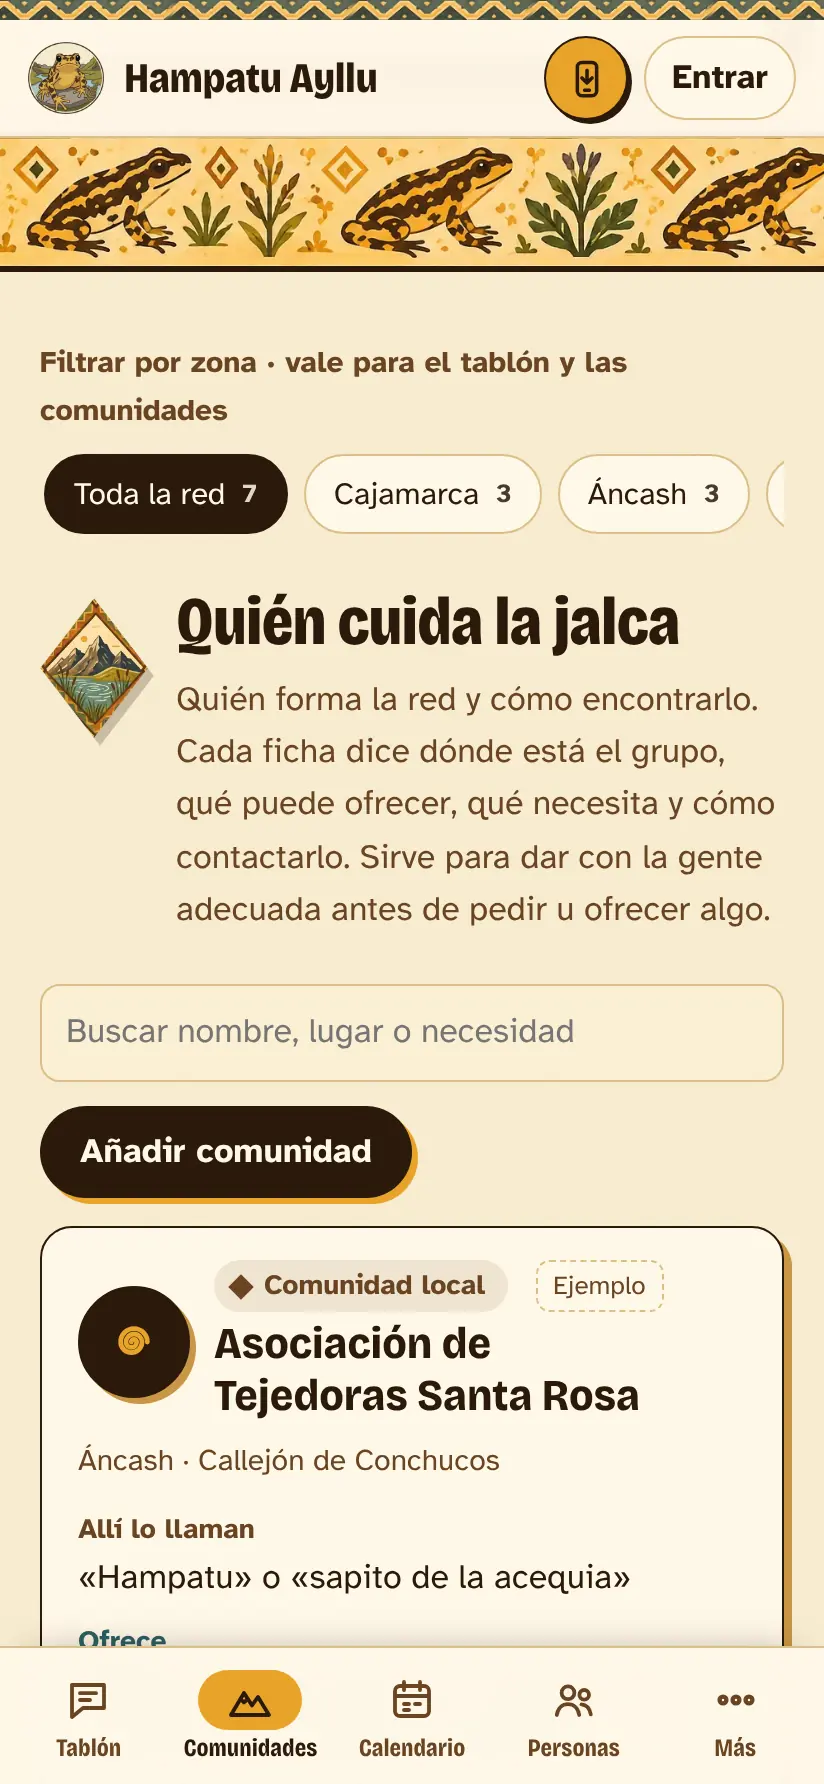 Hampatu Ayllu
Entrar
Filtrar por zona · vale para el tablón y las
comunidades
Toda la red 7
Cajamarca 3
Áncash 3
Quién cuida la jalca
Quién forma la red y cómo encontrarlo.
Cada ficha dice dónde está el grupo,
qué puede ofrecer, qué necesita y cómo
contactarlo. Sirve para dar con la gente
adecuada antes de pedir u ofrecer algo.
Buscar nombre, lugar o necesidad
Añadir comunidad
Comunidad local
Ejemplo
Asociación de
Tejedoras Santa Rosa
Áncash · Callejón de Conchucos
Allí lo llaman
«Hampatu» o «sapito de la acequia»
Ofrece
Tablón
Comunidades
Calendario
Personas
Más